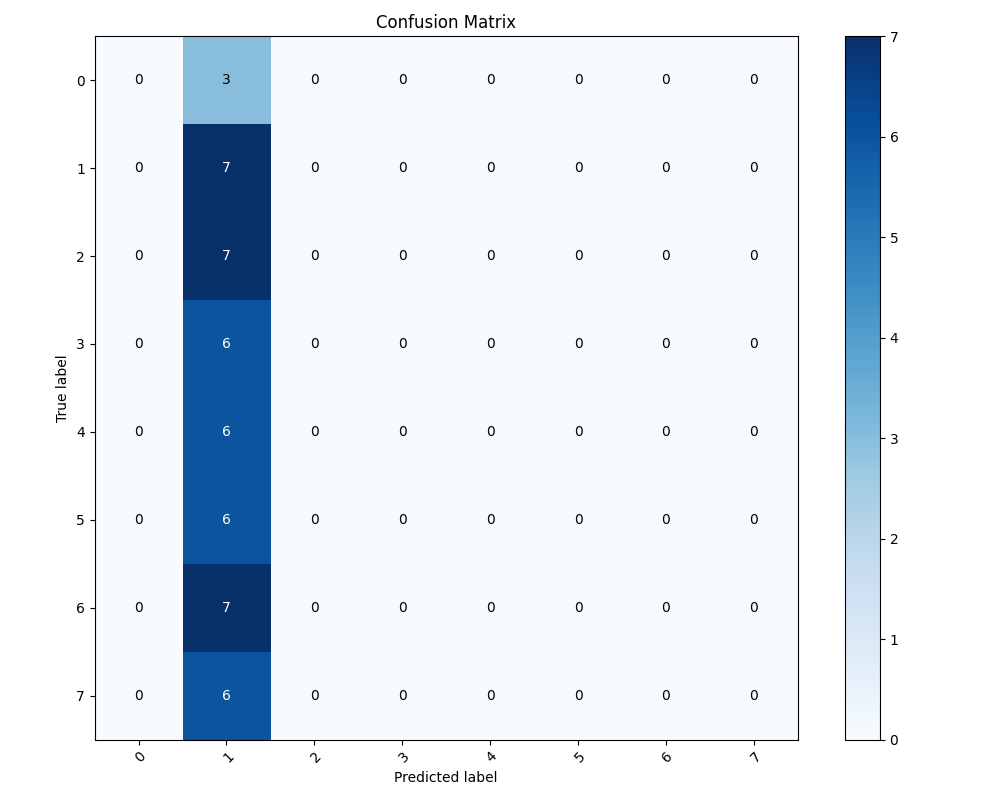 Confusion Matrix
0 0 3 0 0 0 0 0 0
1 0 7 0 0 0 0 0 0
2 0 7 0 0 0 0 0 0
3 0 6 0 0 0 0 0 0
4 0 6 0 0 0 0 0 0
5 0 6 0 0 0 0 0 0
6 0 7 0 0 0 0 0 0
7 0 6 0 0 0 0 0 0
True label
0 1 2 3 4 5 6 7
Predicted label
7
6
5
4
3
2
1
0